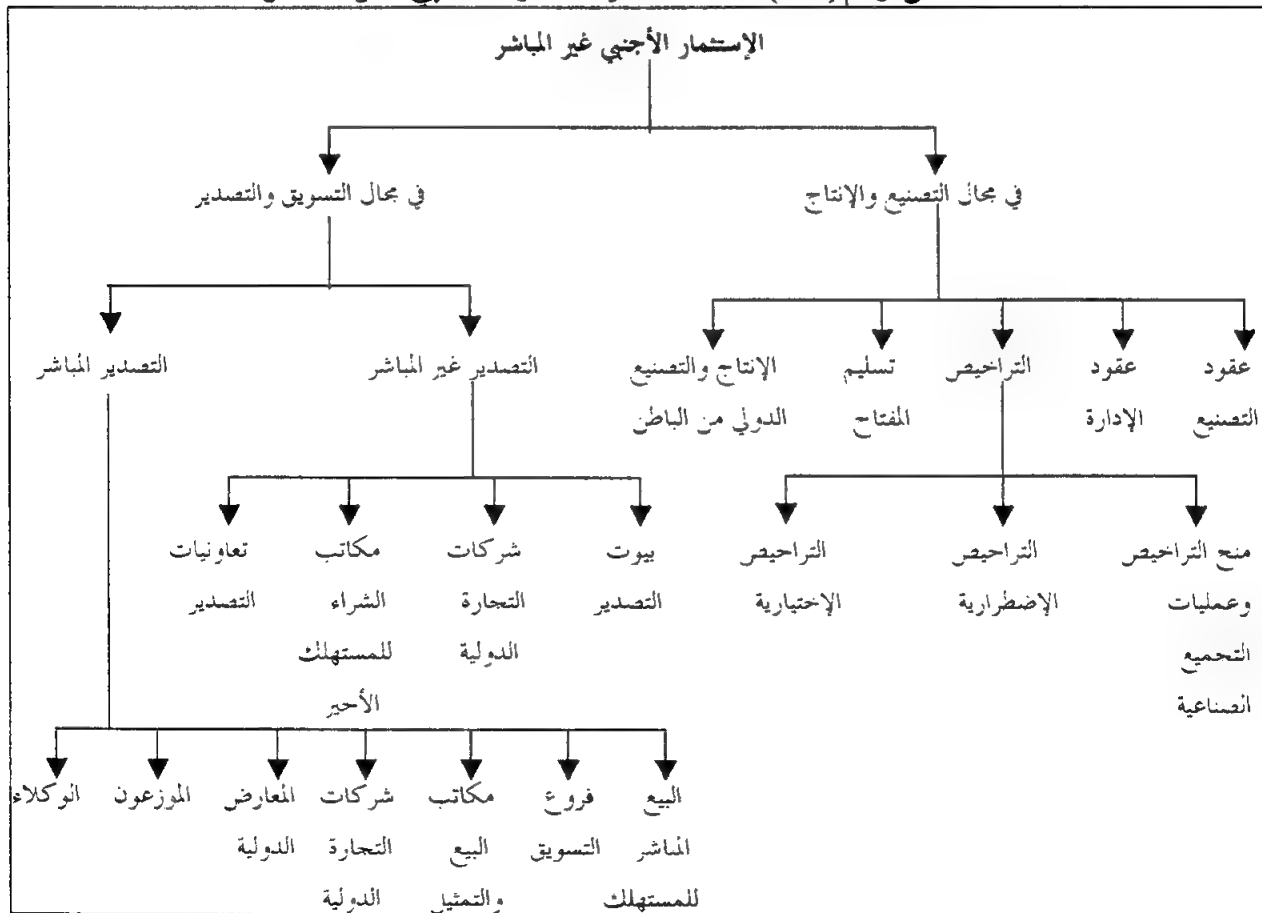 الإستثمار الأجنبي غير المباشر
في مجال التصنيع والإنتاج
في مجال التسويق والتصدير
عقود
التصنيع
عقود
الإدارة
التراخيص
تسليم
المفتاح
الإنتاج والتصنيع
الدولي من الباطن
التصدير غير المباشر
التصدير المباشر
منح التراخيص
وعمليات
التجميع
الصناعية
التراخيص
الإضطرارية
التراخيص
الإختيارية
بيوت
التصدير
شركات
التجارة
الدولية
مكاتب
الشراء
للمستهلك
الأخير
تعاونيات
التصدير
البيع
المباشر
للمستهلك
فروع
التسويق
مكاتب
البيع
والتمثيل
شركات
التجارة
الدولية
المعارض
الدولية
الموزعون
الوكلاء